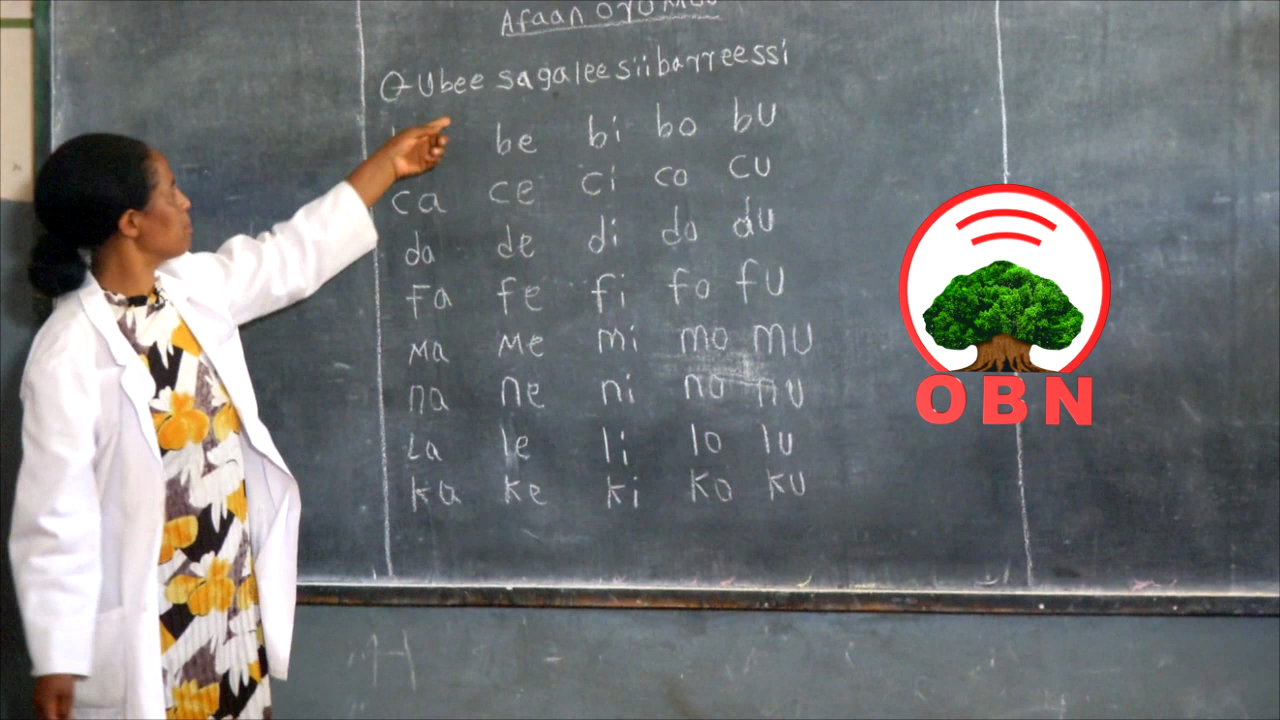 Afaan oromoo
Qubee sagalee sii barreessi
be bi bo bu
ca ce ci co cu
da de di do du
Fa fe fi fo fu
Ma Me mi mo mu
na ne ni no nu
La le li lo lu
ka ke ki ko ku
OBN